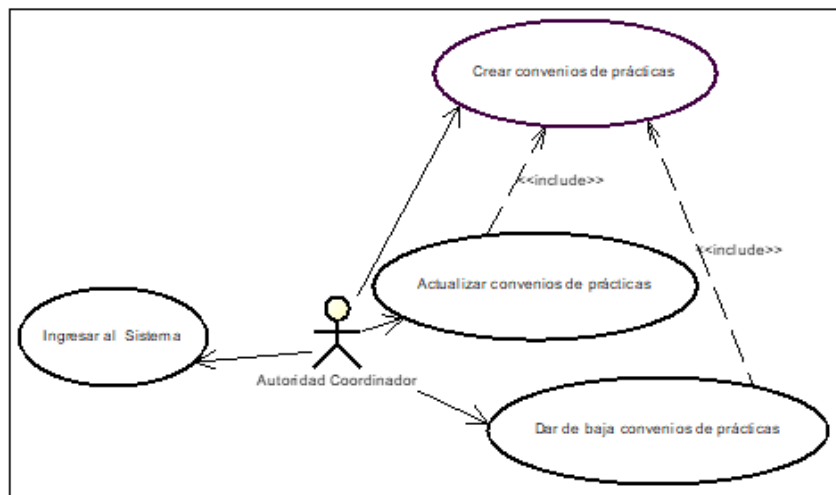 Crear convenios de prácticas
<<include>>
<<include>>
Actualizar convenios de prácticas
Ingresar al Sistema
Autoridad Coordinador
Dar de baja convenios de prácticas